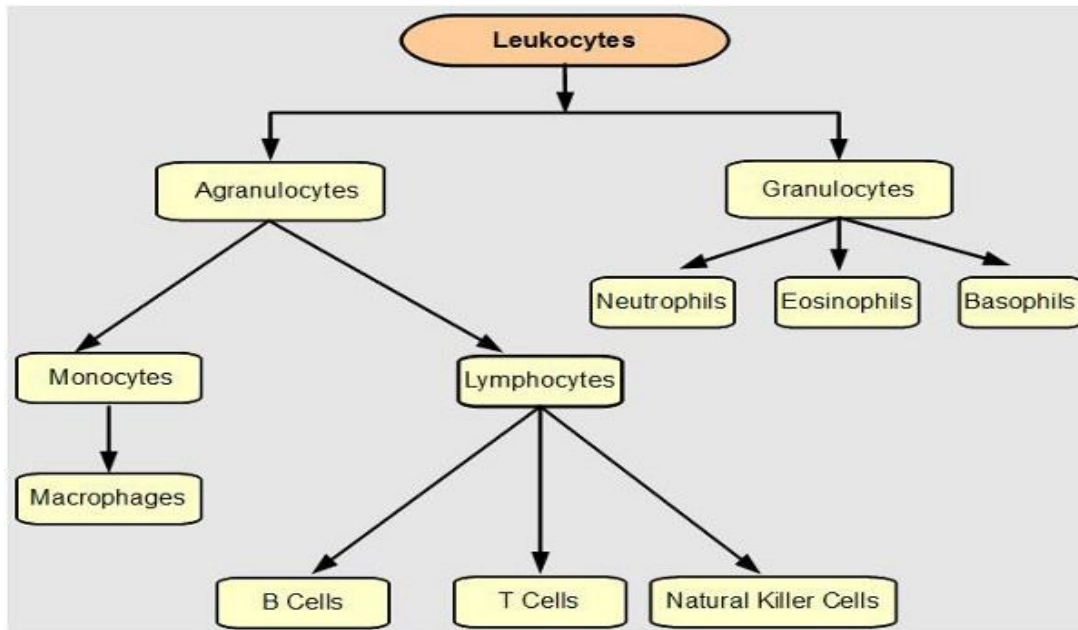 Leukocytes
Agranulocytes
Granulocytes
Neutrophils
Eosinophils
Basophils
Monocytes
Lymphocytes
Macrophages
B Cells
T Cells
Natural Killer Cells